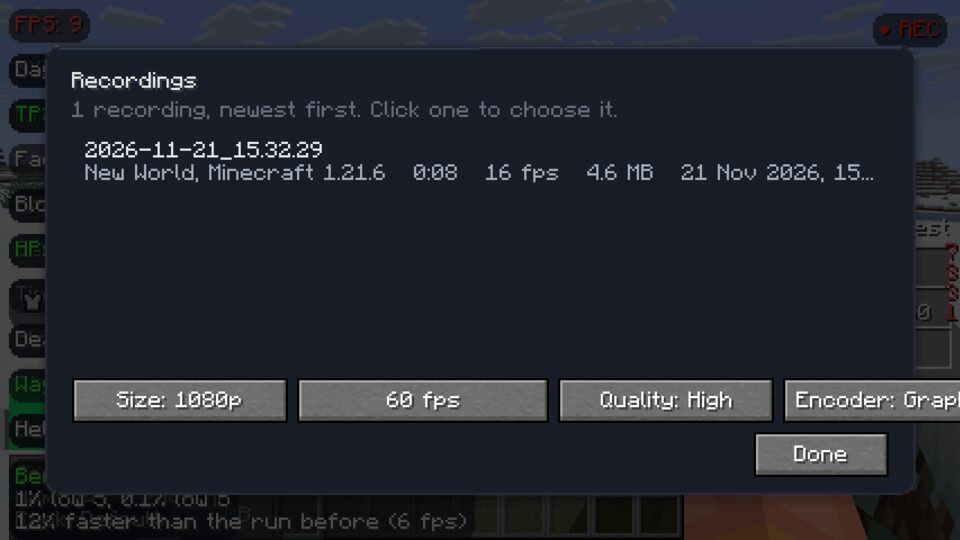 FPS: 9
REC
Recordings
1 recording, newest first. Click one to choose it.
2026-11-21_15.32.29
New World, Minecraft 1.21.6 0:08 16 fps 4.6 MB 21 Nov 2026, 15...
Size: 1080p
60 fps
Quality: High
Encoder: Grap
Done
1% low 5, 0.1% low 5
12% faster than the run before (6 fps)